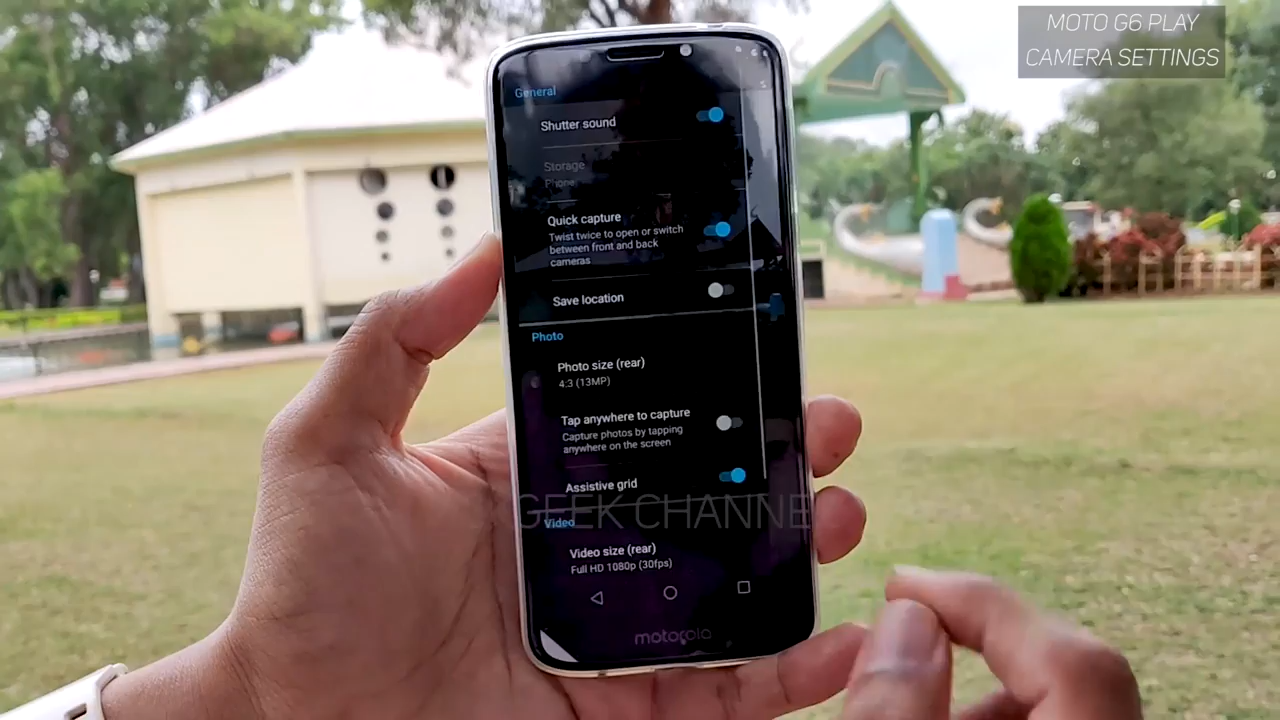 MOTO G6 PLAY
CAMERA SETTINGS
General
Shutter sound
Storage
Phone
Quick capture
Twist twice to open or switch
between front and back
cameras
Save location
Photo
Photo size (rear)
4:3 (13MP)
Tap anywhere to capture
Capture photos by tapping
anywhere on the screen
Assistive grid
GEEK CHANNEL
Video
Video size (rear)
Full HD 1080p (30fps)
motorola